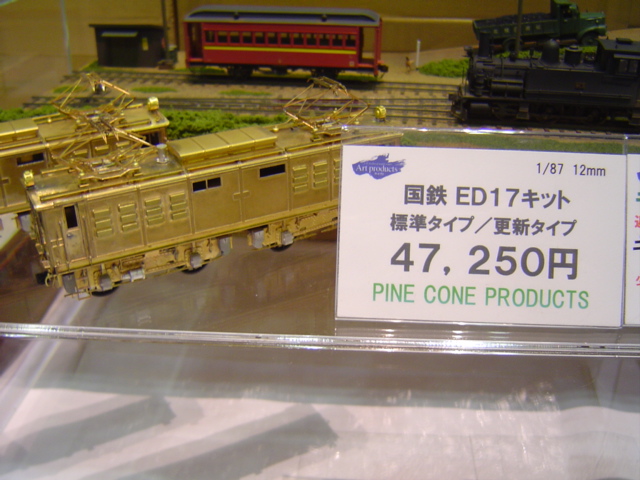 Art products
1/87 12mm
国鉄 ED17キット
標準タイプ／更新タイプ
47,250円
PINE CONE PRODUCTS